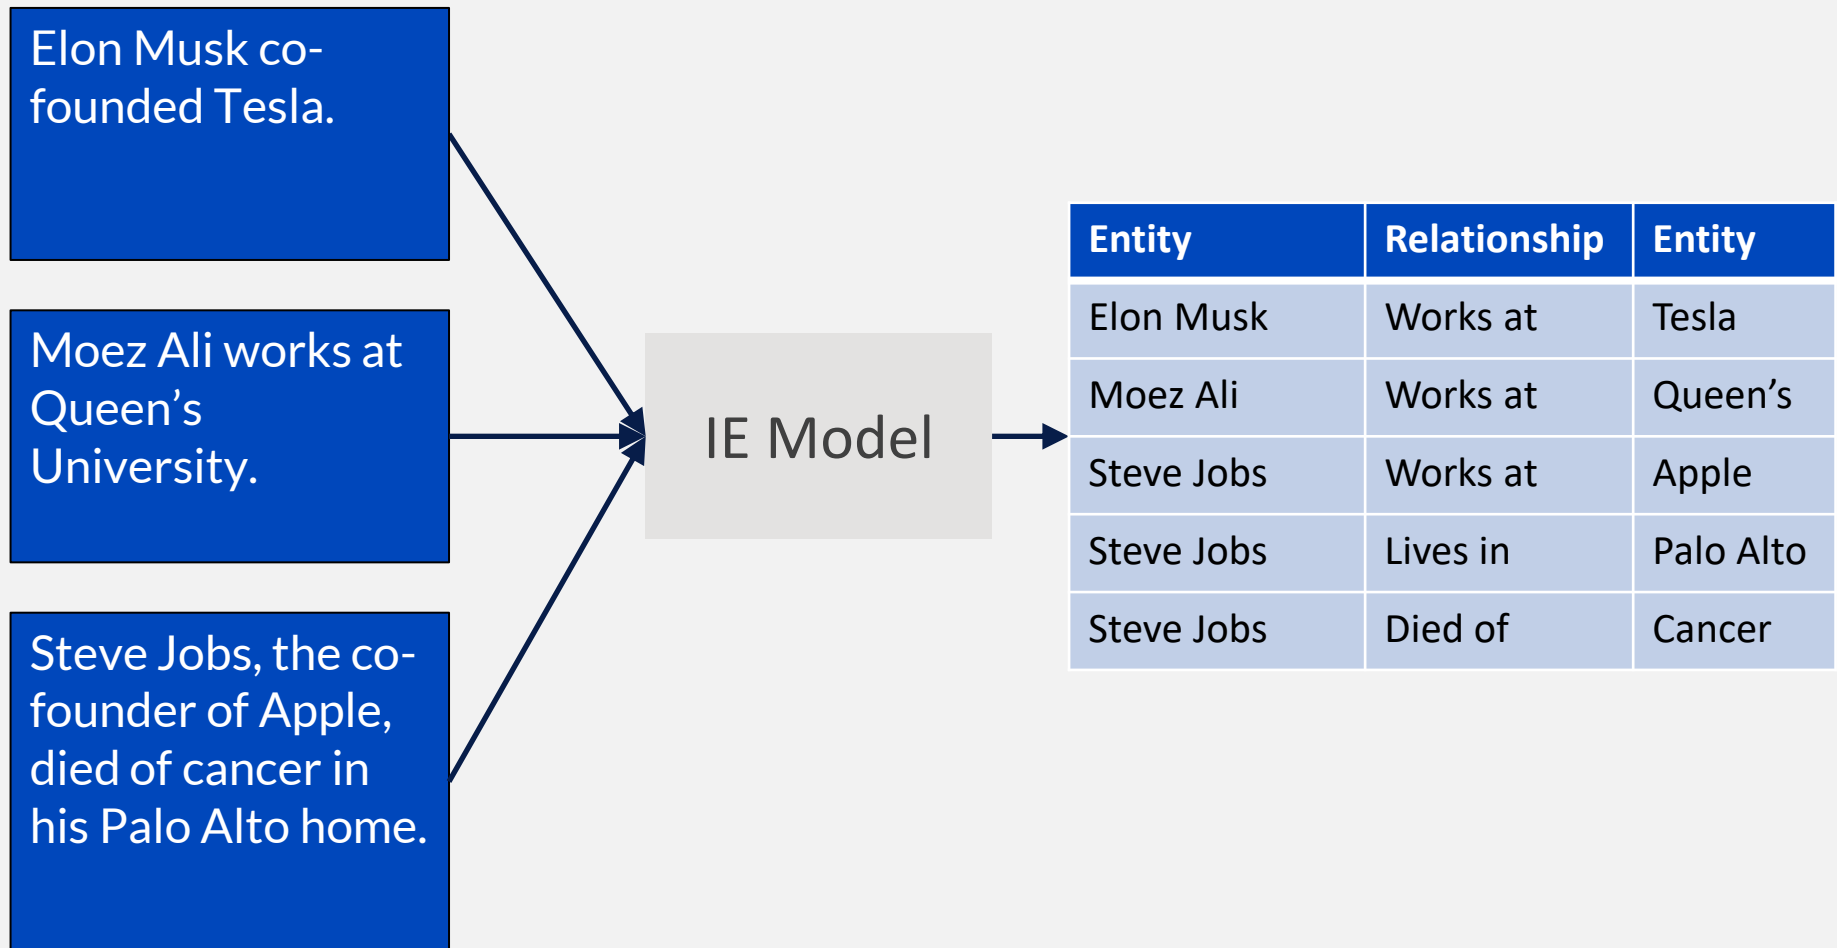 Elon Musk co-
founded Tesla.
Moez Ali works at
Queen’s
University.
Steve Jobs, the co-
founder of Apple,
died of cancer in
his Palo Alto home.
IE Model
Entity Relationship Entity
Elon Musk Works at Tesla
Moez Ali Works at Queen’s
Steve Jobs Works at Apple
Steve Jobs Lives in Palo Alto
Steve Jobs Died of Cancer